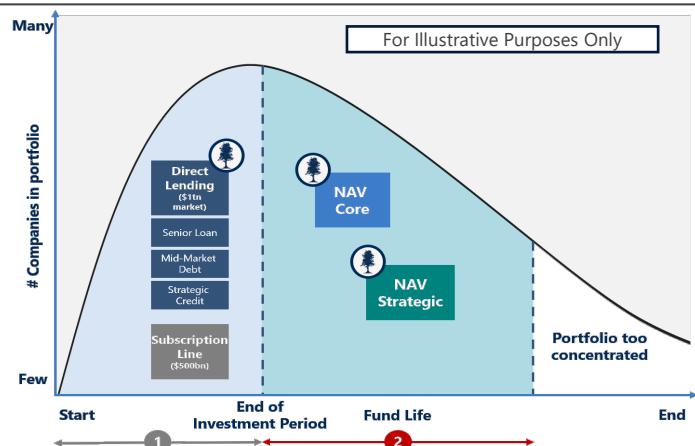 Many
For Illustrative Purposes Only
# Companies in portfolio
Direct
Lending
($1tn
market)
Senior Loan
Mid-Market
Debt
Strategic
Credit
Subscription
Line
($500bn)
NAV
Core
NAV
Strategic
Portfolio too
concentrated
Few
Start
End of
Investment Period
Fund Life
End
1
2